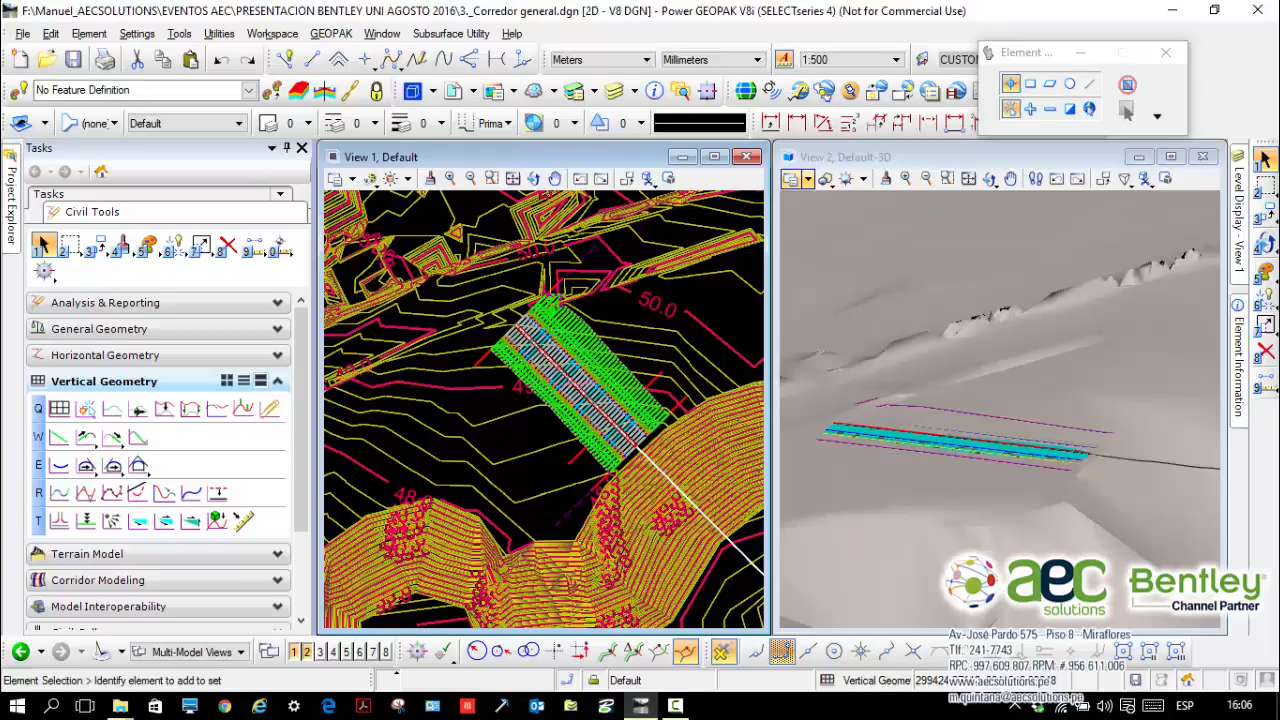 F:\Manuel_AECSOLUTIONS\EVENTOS AEC\PRESENTACION BENTLEY UNI AGOSTO 2016\3._Corredor general.dgn [2D - V8 DGN] - Power GEOPAK V8i (SELECTseries 4) (Not for Commercial Use)
File Edit Element Settings Tools Utilities Workspace GEOPAK Window Subsurface Utility Help
Element ...
Meters Millimeters 1:500 CUSTOM
No Feature Definition
(none) Default 0 0 0 Prima 0 0
Tasks
View 1, Default
View 2, Default-3D
Project Explorer
Tasks
Civil Tools
Analysis & Reporting
General Geometry
Horizontal Geometry
Vertical Geometry
Q
W
E
R
T
Terrain Model
Corridor Modeling
Model Interoperability
50.0
50.0
48.0
Level Display - View 1
Element Information
aec solutions
Bentley
Channel Partner
Av. José Pardo 575 - Piso 8 - Miraflores
Tlf.: 241-7743
RPC: 997 609 807 RPM: # 956 611 006
www.aecsolutions.pe
m.quintana@aecsolutions.pe
Multi-Model Views 1 2 3 4 5 6 7 8
Element Selection > Identify element to add to set
Default
Vertical Geome
ESP 16:06